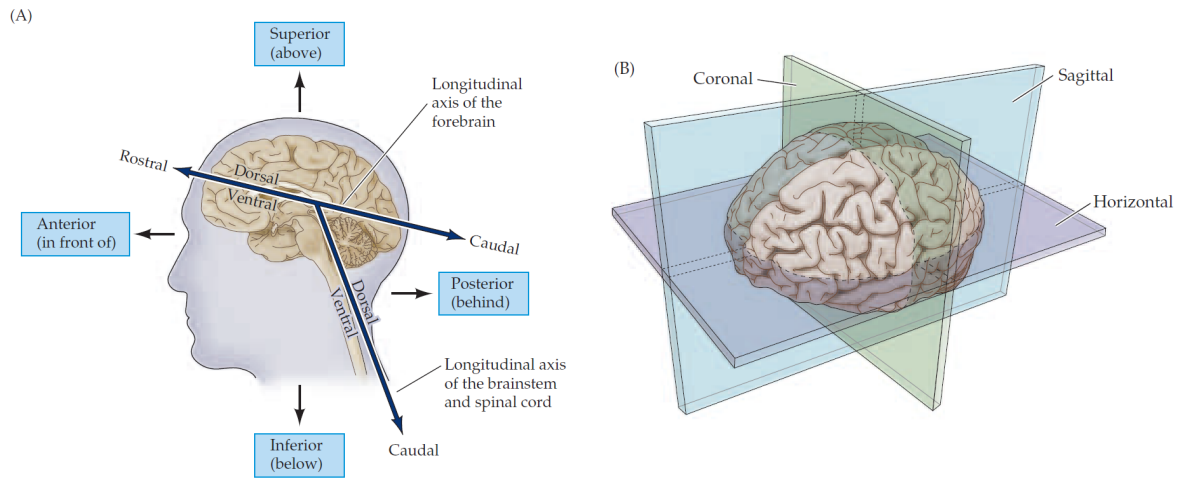 (A)
Superior
(above)
Longitudinal
axis of the
forebrain
Rostral
Dorsal
Ventral
Anterior
(in front of)
Caudal
Posterior
(behind)
Dorsal
Ventral
Longitudinal axis
of the brainstem
and spinal cord
Inferior
(below)
Caudal
(B)
Coronal
Sagittal
Horizontal